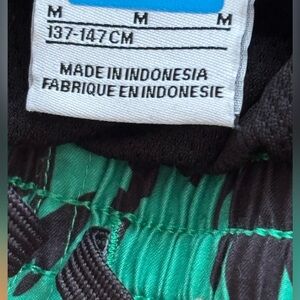 M M M
137-147CM
MADE IN INDONESIA
FABRIQUE EN INDONESIE